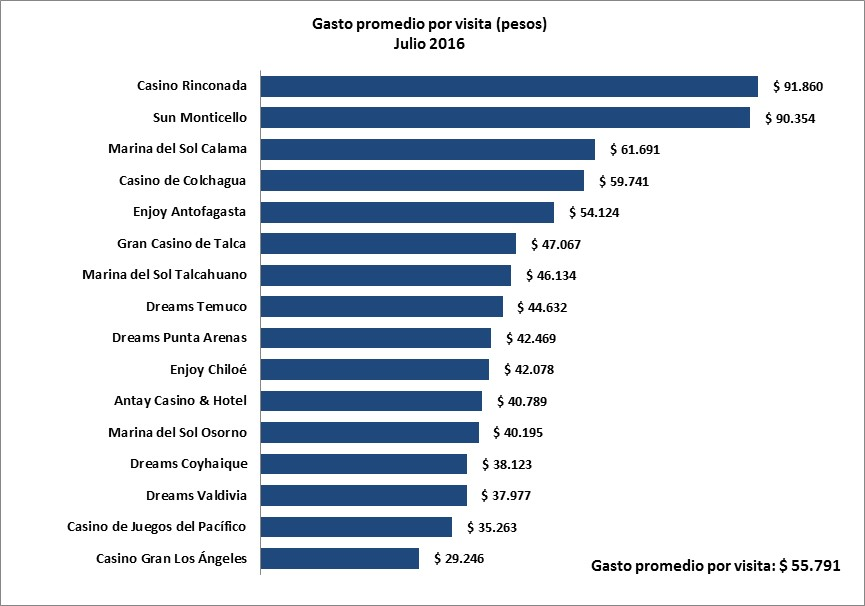 Gasto promedio por visita (pesos)
Julio 2016
Casino Rinconada $ 91.860
Sun Monticello $ 90.354
Marina del Sol Calama $ 61.691
Casino de Colchagua $ 59.741
Enjoy Antofagasta $ 54.124
Gran Casino de Talca $ 47.067
Marina del Sol Talcahuano $ 46.134
Dreams Temuco $ 44.632
Dreams Punta Arenas $ 42.469
Enjoy Chiloé $ 42.078
Antay Casino & Hotel $ 40.789
Marina del Sol Osorno $ 40.195
Dreams Coyhaique $ 38.123
Dreams Valdivia $ 37.977
Casino de Juegos del Pacífico $ 35.263
Casino Gran Los Ángeles $ 29.246
Gasto promedio por visita: $ 55.791